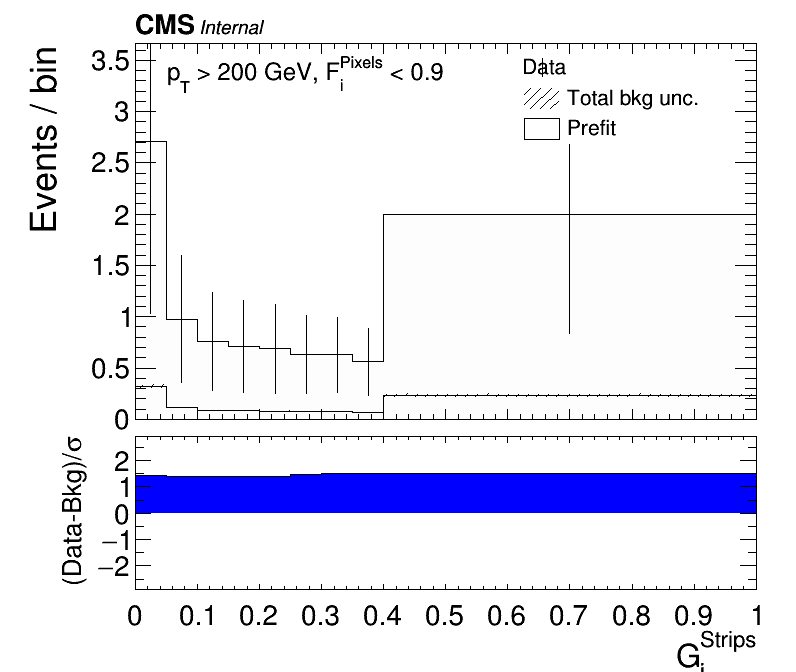 CMS Internal
p_T > 200 GeV, F_i^Pixels < 0.9
Data
Total bkg unc.
Prefit
Events / bin
3.5
3
2.5
2
1.5
1
0.5
0
(Data-Bkg)/σ
2
1
0
−1
−2
0 0.1 0.2 0.3 0.4 0.5 0.6 0.7 0.8 0.9 1
G_i^Strips